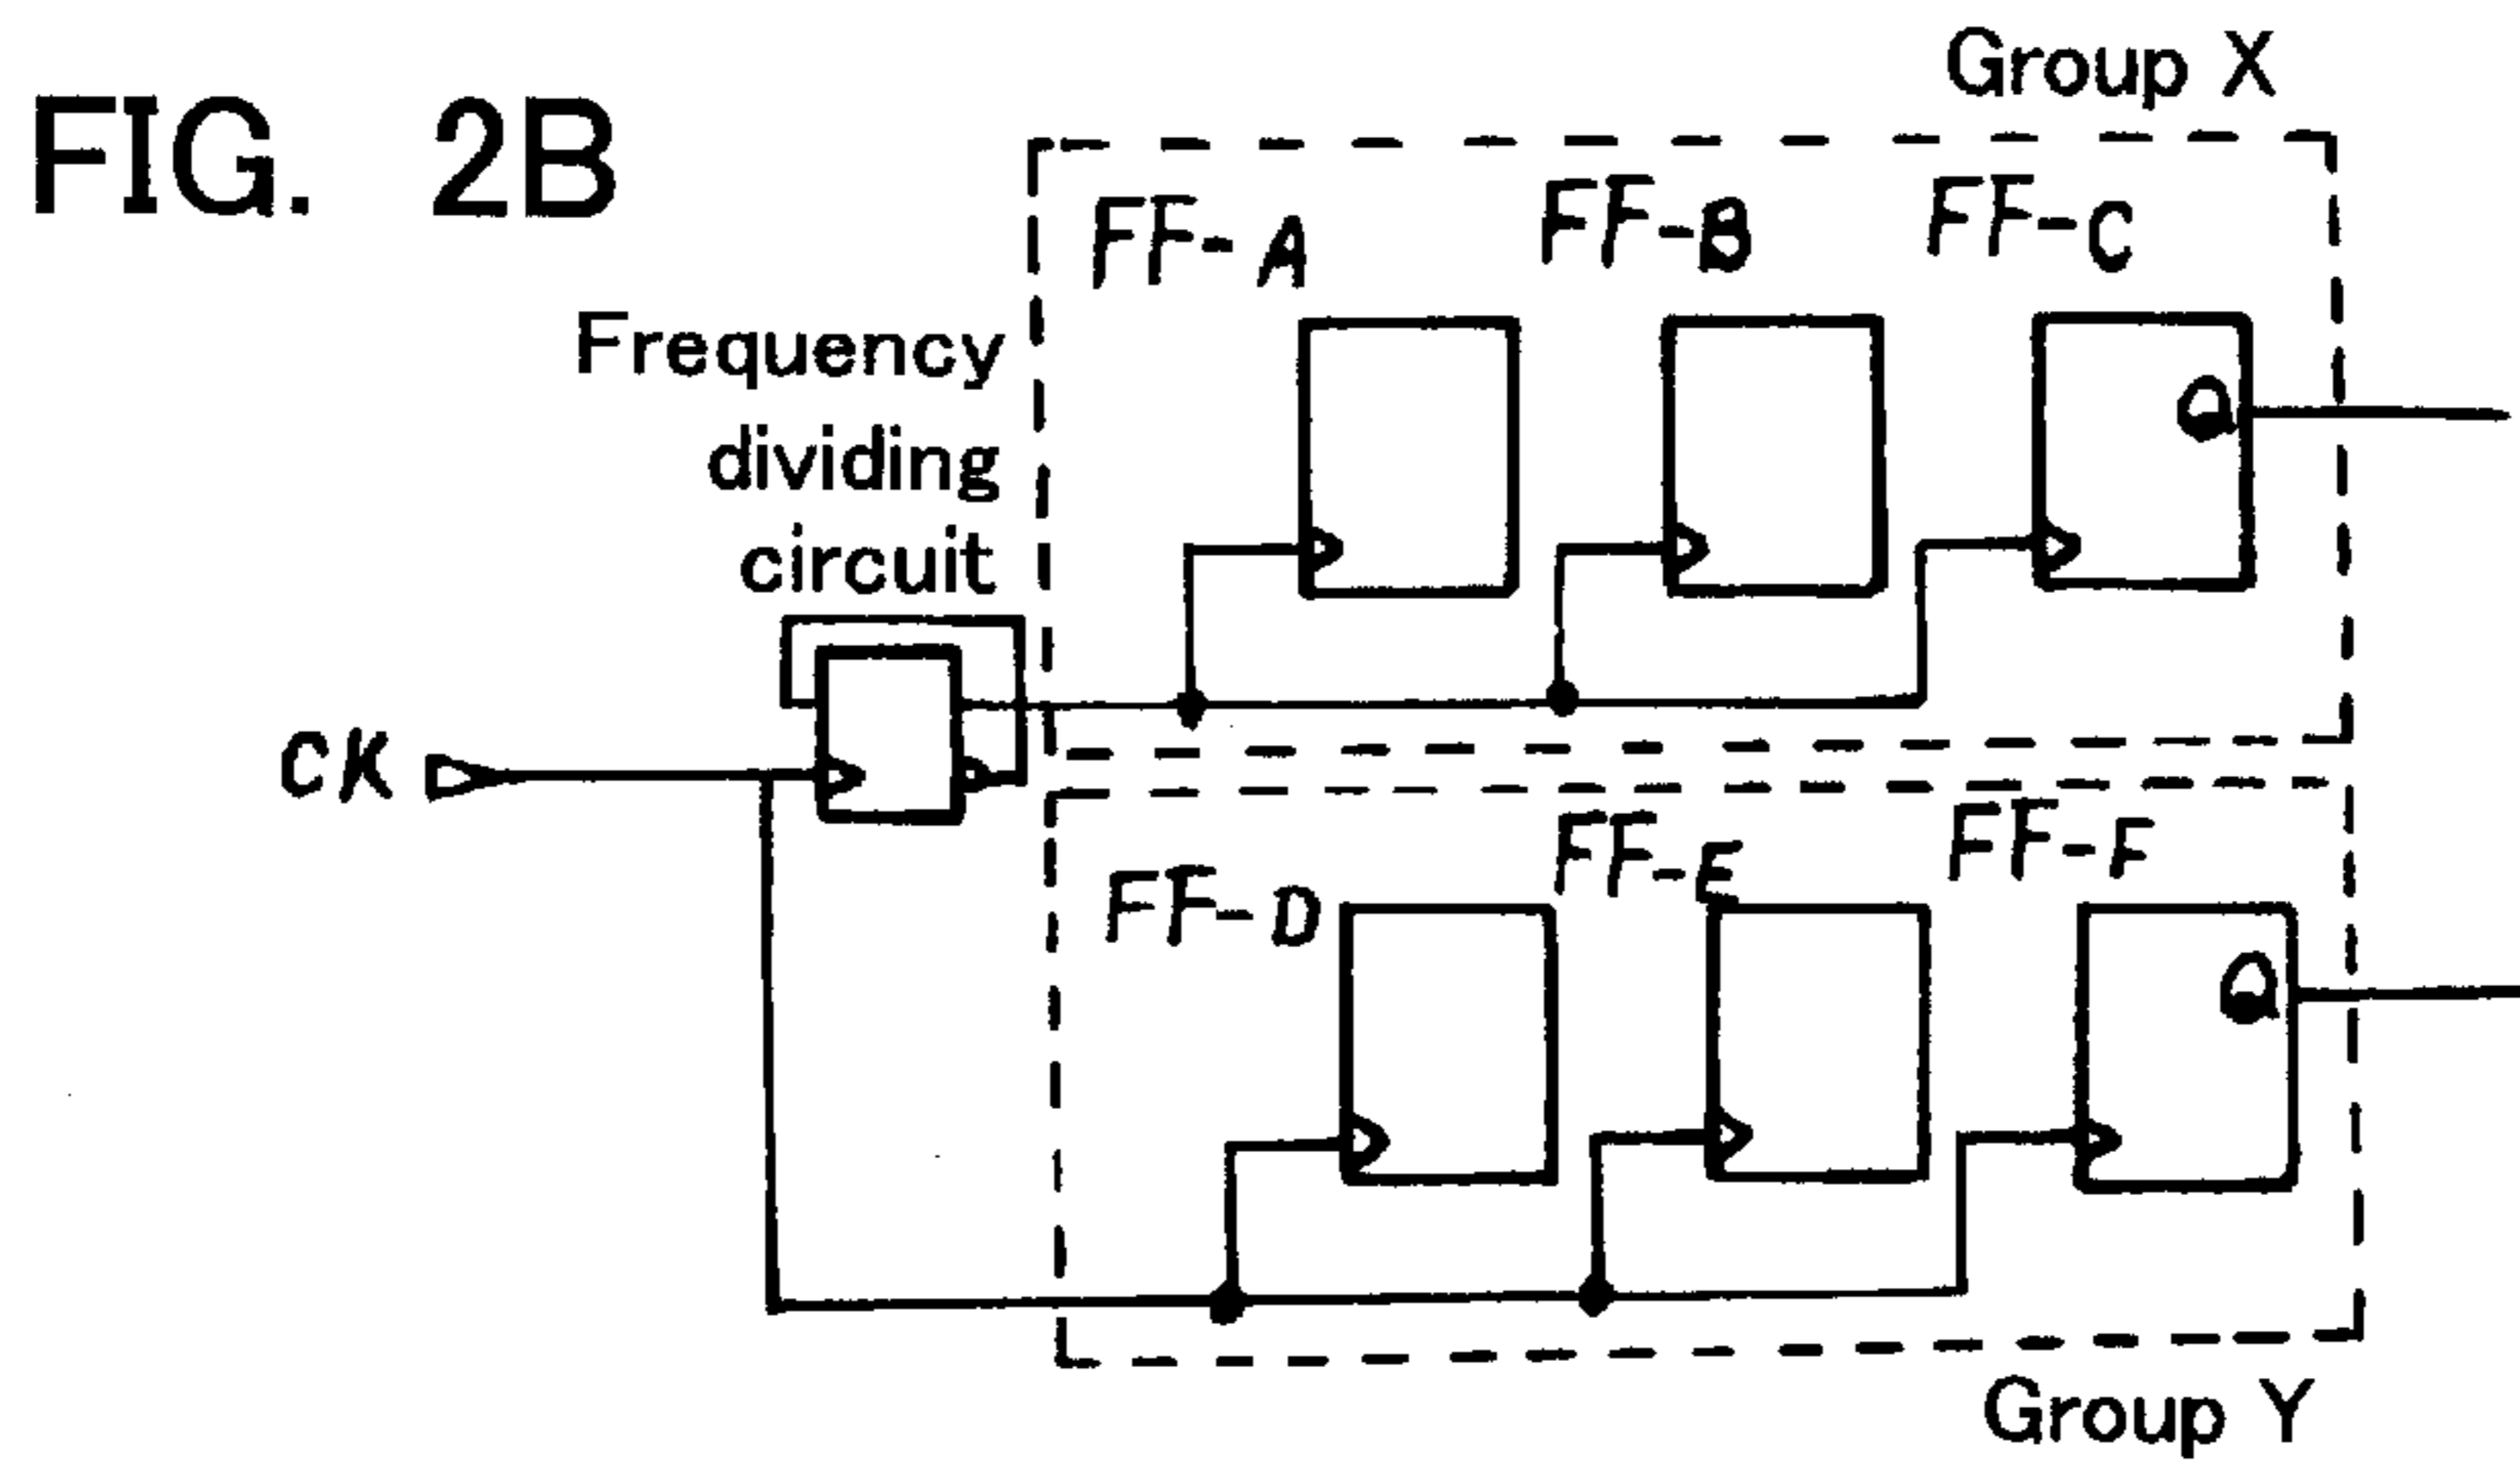 FIG. 2B
Group X
FF-A
FF-B
FF-C
Frequency
dividing
circuit
Q
CK
FF-D
FF-E
FF-F
Q
Group Y